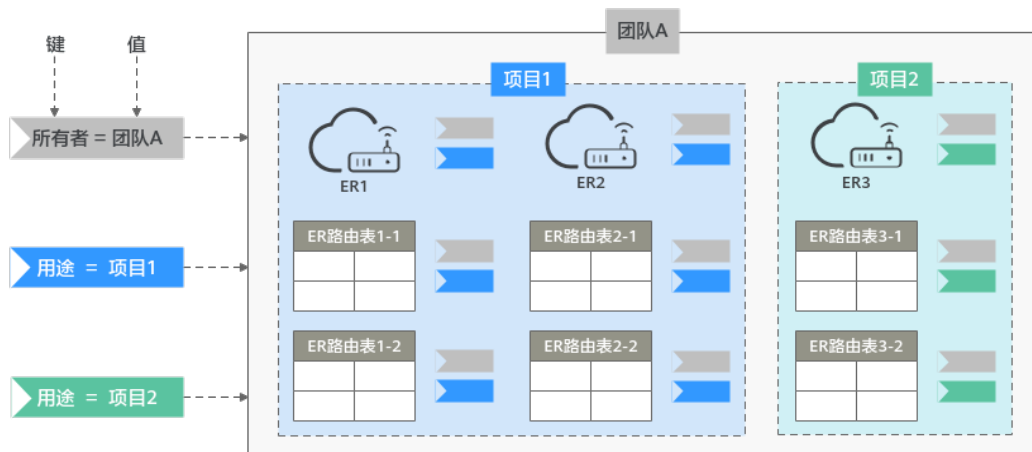 键
值
团队A
所有者 = 团队A
用途 = 项目1
用途 = 项目2
项目1
项目2
ER1
ER2
ER3
ER路由表1-1
ER路由表2-1
ER路由表3-1
ER路由表1-2
ER路由表2-2
ER路由表3-2